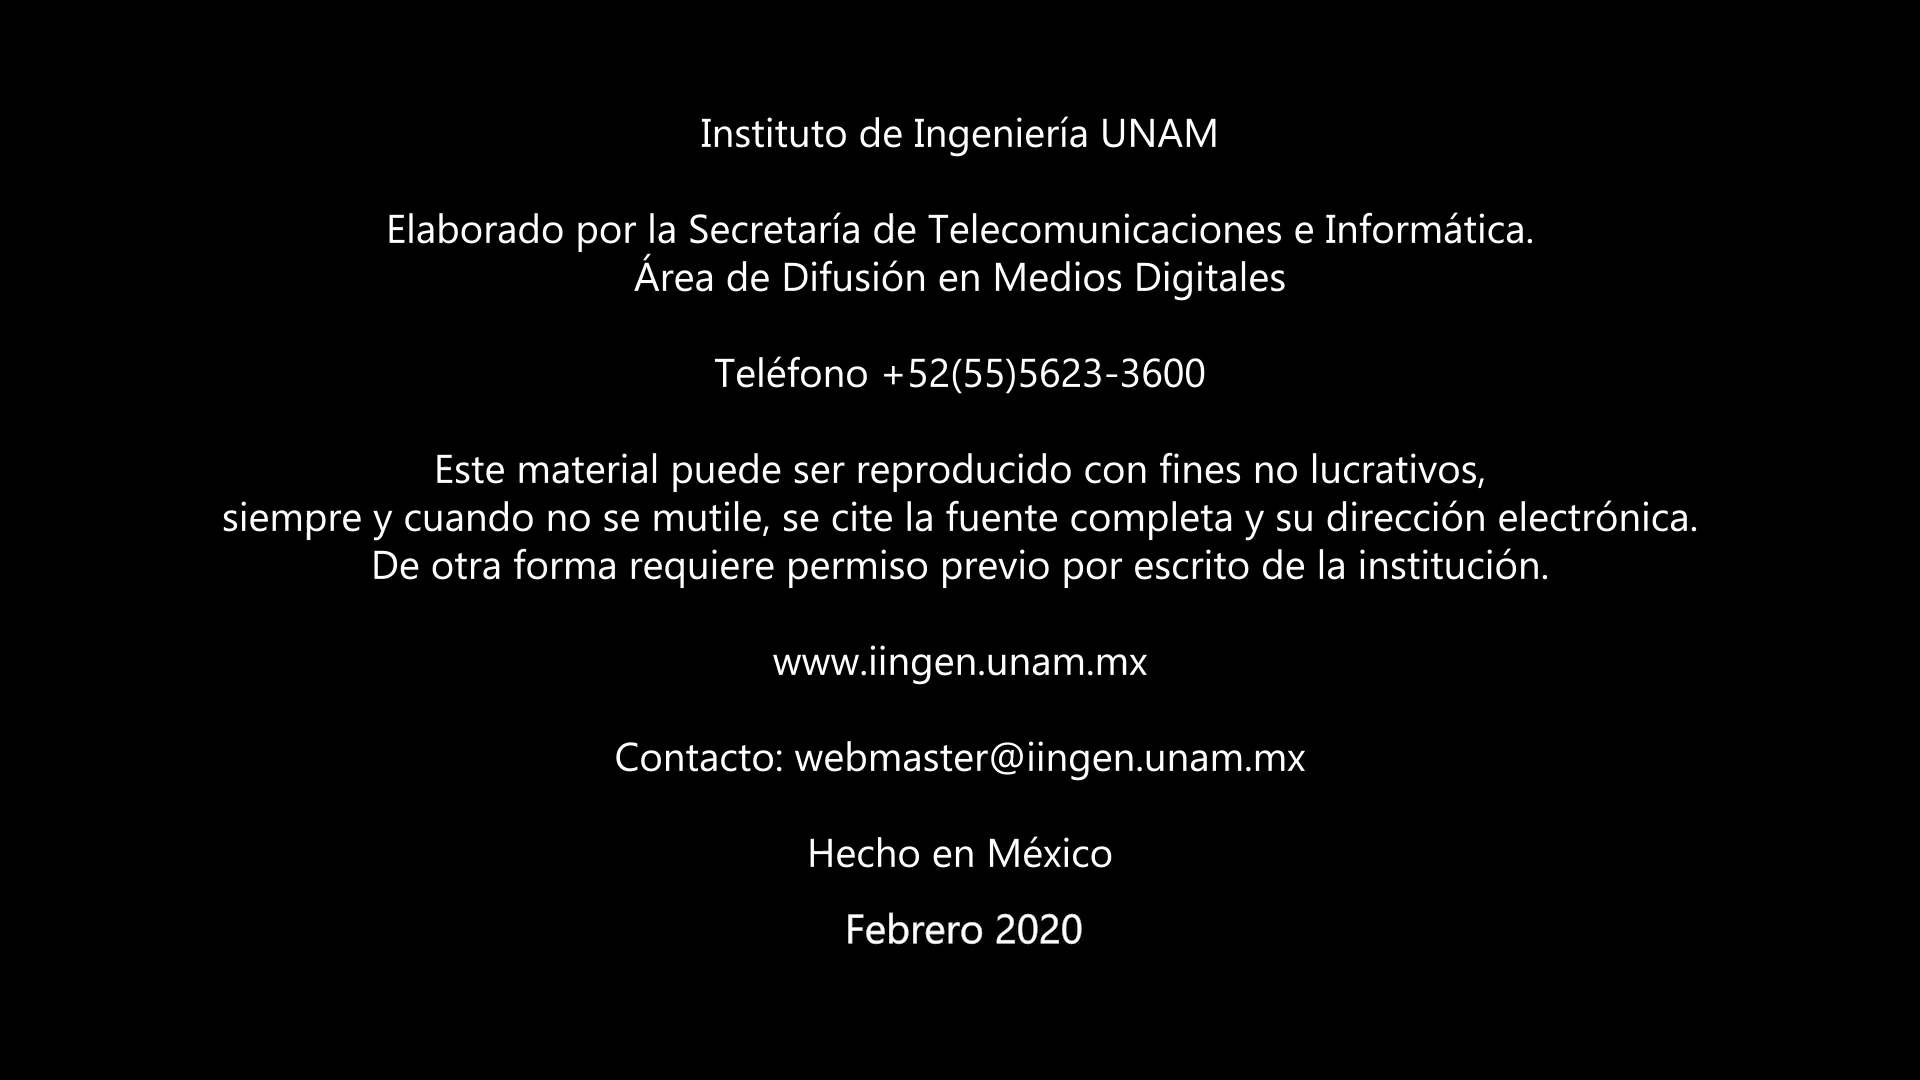 Instituto de Ingeniería UNAM
Elaborado por la Secretaría de Telecomunicaciones e Informática.
Área de Difusión en Medios Digitales
Teléfono +52(55)5623-3600
Este material puede ser reproducido con fines no lucrativos,
siempre y cuando no se mutile, se cite la fuente completa y su dirección electrónica.
De otra forma requiere permiso previo por escrito de la institución.
www.iingen.unam.mx
Contacto: webmaster@iingen.unam.mx
Hecho en México
Febrero 2020